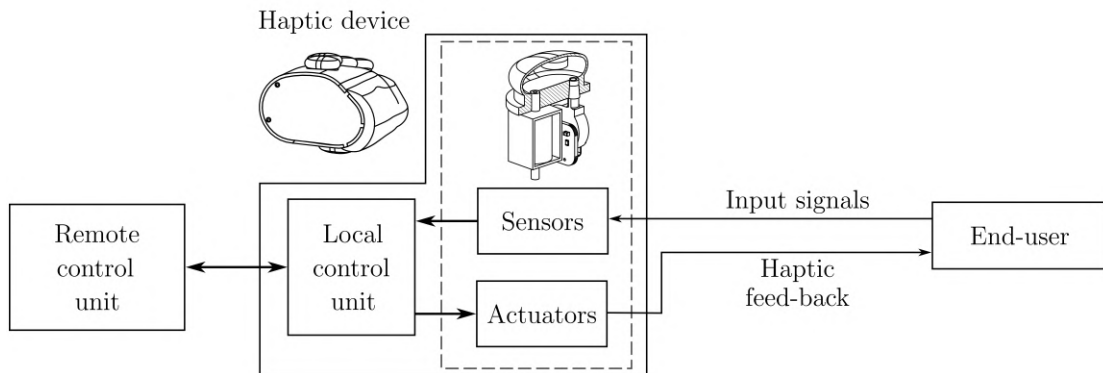 Haptic device
Remote
control
unit
Local
control
unit
Sensors
Actuators
Input signals
Haptic
feed-back
End-user